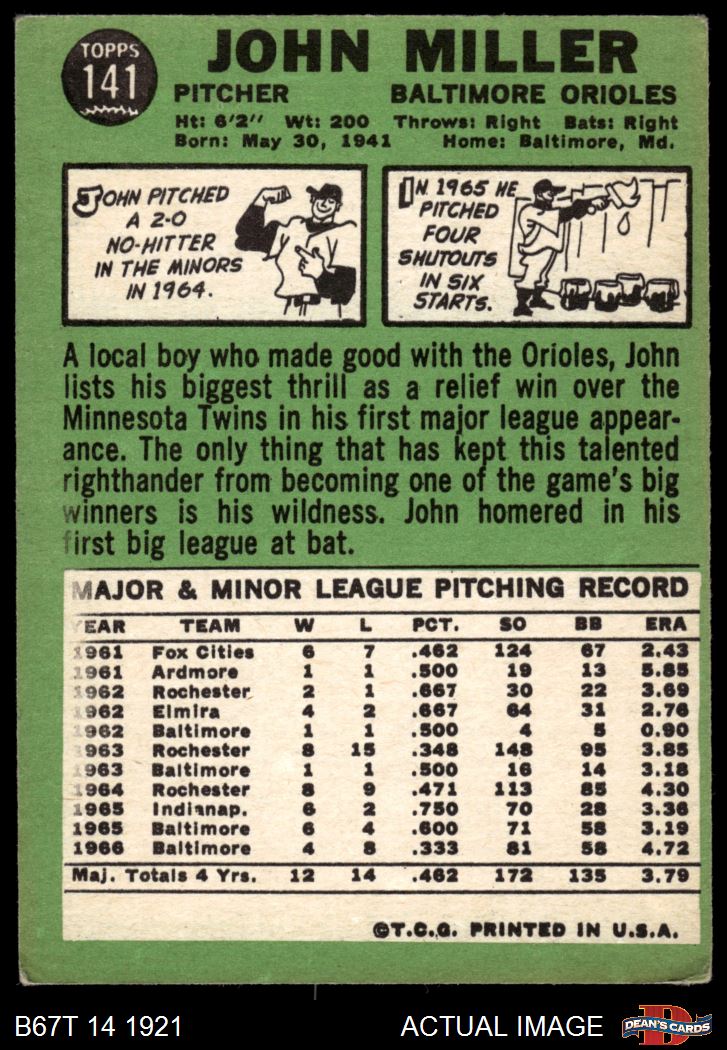 TOPPS
141
JOHN MILLER
PITCHER BALTIMORE ORIOLES
Ht: 6'2" Wt: 200 Throws: Right Bats: Right
Born: May 30, 1941 Home: Baltimore, Md.
JOHN PITCHED
A 2-0
NO-HITTER
IN THE MINORS
IN 1964.
IN 1965 HE
PITCHED
FOUR
SHUTOUTS
IN SIX
STARTS.
A local boy who made good with the Orioles, John
lists his biggest thrill as a relief win over the
Minnesota Twins in his first major league appear-
ance. The only thing that has kept this talented
righthander from becoming one of the game's big
winners is his wildness. John homered in his
first big league at bat.
MAJOR & MINOR LEAGUE PITCHING RECORD
YEAR TEAM W L PCT. SO BB ERA
1961 Fox Cities 6 7 .462 124 67 2.43
1961 Ardmore 1 1 .500 19 13 5.85
1962 Rochester 2 1 .667 30 22 3.69
1962 Elmira 4 2 .667 64 31 2.76
1962 Baltimore 1 1 .500 4 5 0.90
1963 Rochester 8 15 .348 148 95 3.85
1963 Baltimore 1 1 .500 16 14 3.18
1964 Rochester 8 9 .471 113 85 4.30
1965 Indianap. 6 2 .750 70 28 3.36
1965 Baltimore 6 4 .600 71 58 3.19
1966 Baltimore 4 8 .333 81 58 4.72
Maj. Totals 4 Yrs. 12 14 .462 172 135 3.79
©T.C.G. PRINTED IN U.S.A.
B67T 14 1921 ACTUAL IMAGE
D
DEAN'S CARDS